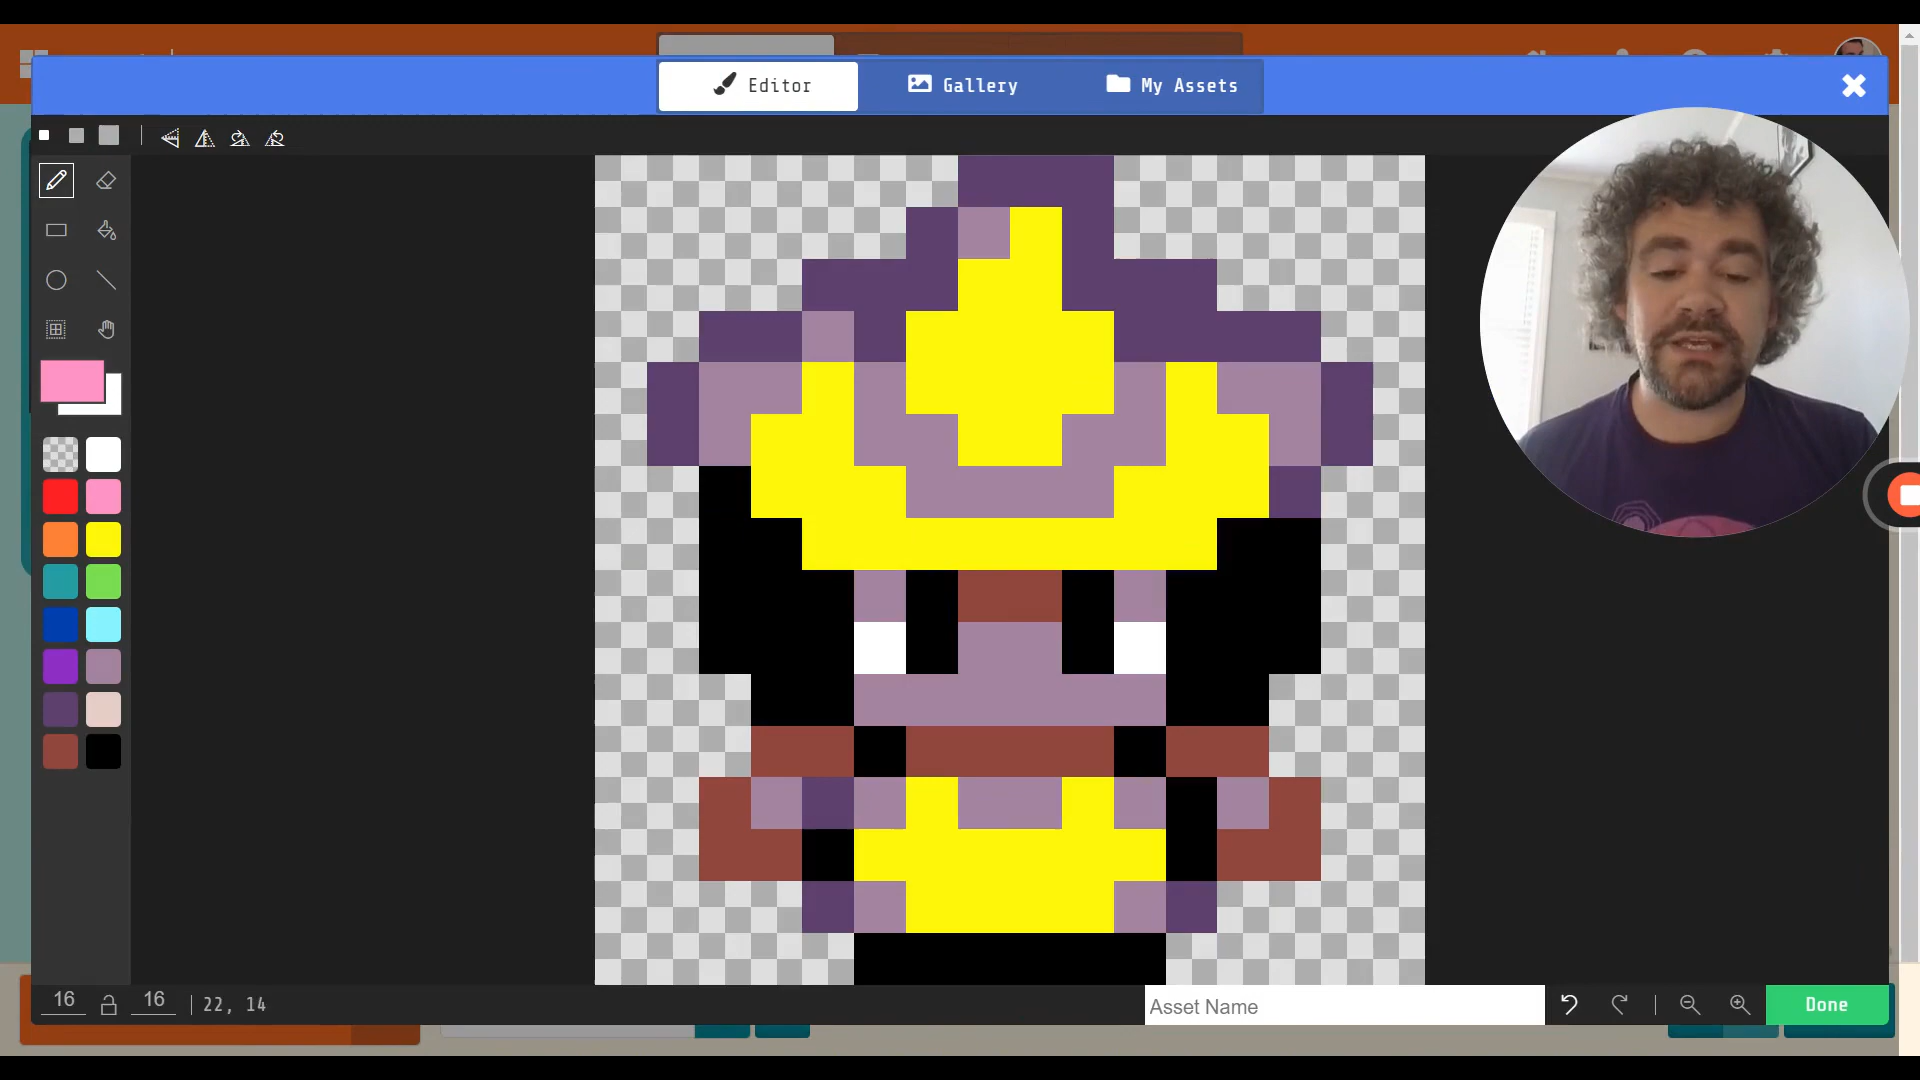 Editor
Gallery
My Assets
16
16
22, 14
Asset Name
Done